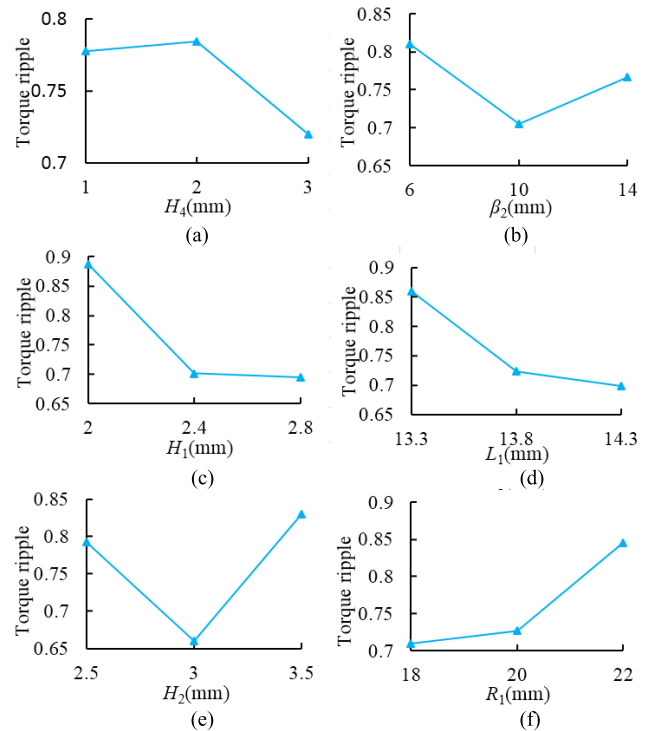 0.8
0.75
0.7
Torque ripple
1 2 3
H4(mm)
(a)
0.85
0.8
0.75
0.7
0.65
Torque ripple
6 10 14
β2(mm)
(b)
0.9
0.85
0.8
0.75
0.7
0.65
Torque ripple
2 2.4 2.8
H1(mm)
(c)
0.9
0.85
0.8
0.75
0.7
0.65
Torque ripple
13.3 13.8 14.3
L1(mm)
(d)
0.85
0.8
0.75
0.7
0.65
Torque ripple
2.5 3 3.5
H2(mm)
(e)
0.9
0.85
0.8
0.75
0.7
Torque ripple
18 20 22
R1(mm)
(f)